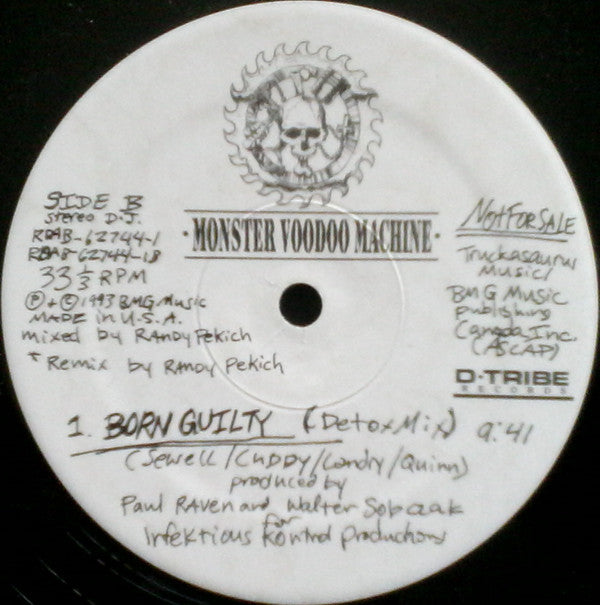 MONSTER VOODOO MACHINE
SIDE B
stereo D.J.
RDAB-62744-1
RDAB-62744-1B
33 1/3 RPM
Ⓟ + © 1993 BMG Music
MADE in U.S.A.
mixed by RANDY Pekich
* Remix by RANDY Pekich
NOT FOR SALE
Truckasaurus
Music/
BMG Music
publishing
Canada Inc.
(ASCAP)
D·TRIBE
RECORDS
1. BORN GUILTY (Detox Mix) 9:41
(Sewell/Cuddy/Landry/Quinn)
produced by
Paul RAven and Walter Sobczak
for
Infektious Kontrol productions